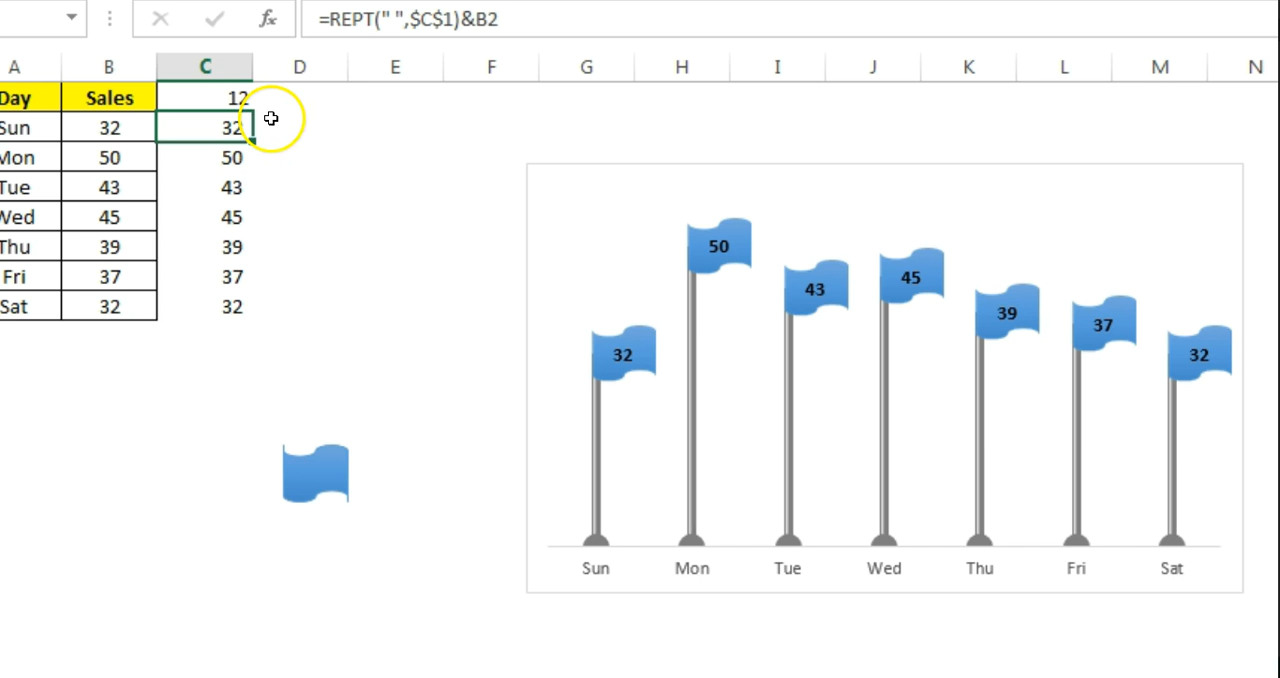 =REPT(" ",$C$1)&B2
A B C D E F G H I J K L M N
Day Sales 12
Sun 32 32
Mon 50 50
Tue 43 43
Wed 45 45
Thu 39 39
Fri 37 37
Sat 32 32
32 50 43 45 39 37 32
Sun Mon Tue Wed Thu Fri Sat